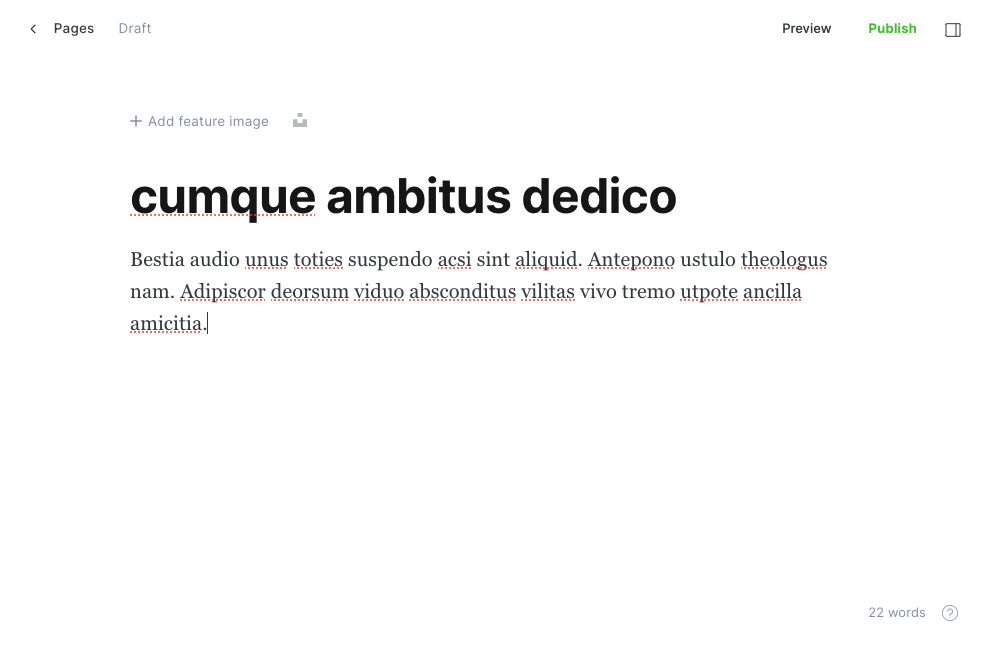 Pages Draft Preview Publish
Add feature image
cumque ambitus dedico
Bestia audio unus toties suspendo acsi sint aliquid. Antepono ustulo theologus
nam. Adipiscor deorsum viduo absconditus vilitas vivo tremo utpote ancilla
amicitia.
22 words